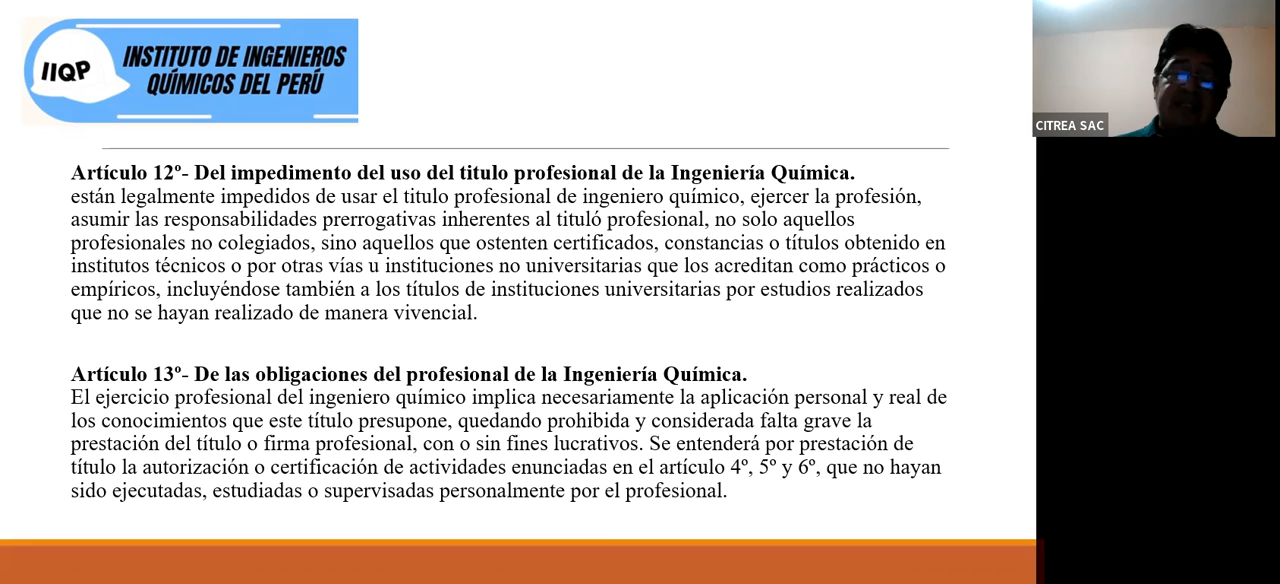 IIQP
INSTITUTO DE INGENIEROS
QUÍMICOS DEL PERÚ
CITREA SAC
Artículo 12º- Del impedimento del uso del titulo profesional de la Ingeniería Química.
están legalmente impedidos de usar el titulo profesional de ingeniero químico, ejercer la profesión,
asumir las responsabilidades prerrogativas inherentes al tituló profesional, no solo aquellos
profesionales no colegiados, sino aquellos que ostenten certificados, constancias o títulos obtenido en
institutos técnicos o por otras vías u instituciones no universitarias que los acreditan como prácticos o
empíricos, incluyéndose también a los títulos de instituciones universitarias por estudios realizados
que no se hayan realizado de manera vivencial.
Artículo 13º- De las obligaciones del profesional de la Ingeniería Química.
El ejercicio profesional del ingeniero químico implica necesariamente la aplicación personal y real de
los conocimientos que este título presupone, quedando prohibida y considerada falta grave la
prestación del título o firma profesional, con o sin fines lucrativos. Se entenderá por prestación de
título la autorización o certificación de actividades enunciadas en el artículo 4º, 5º y 6º, que no hayan
sido ejecutadas, estudiadas o supervisadas personalmente por el profesional.